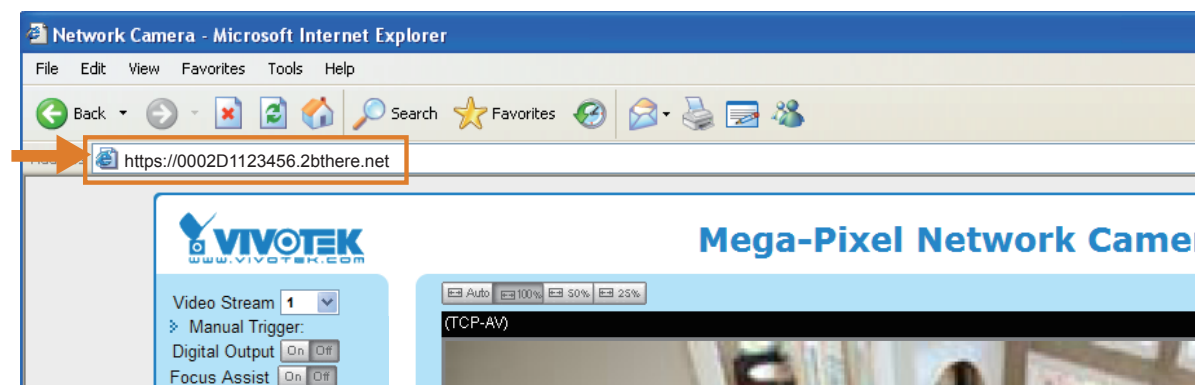 Network Camera - Microsoft Internet Explorer
File Edit View Favorites Tools Help
Back Search Favorites
https://0002D1123456.2bthere.net
VIVOTEK
www.vivotek.com
Mega-Pixel Network Camer
Video Stream 1
Auto 100% 50% 25%
Manual Trigger:
(TCP-AV)
Digital Output On Off
Focus Assist On Off